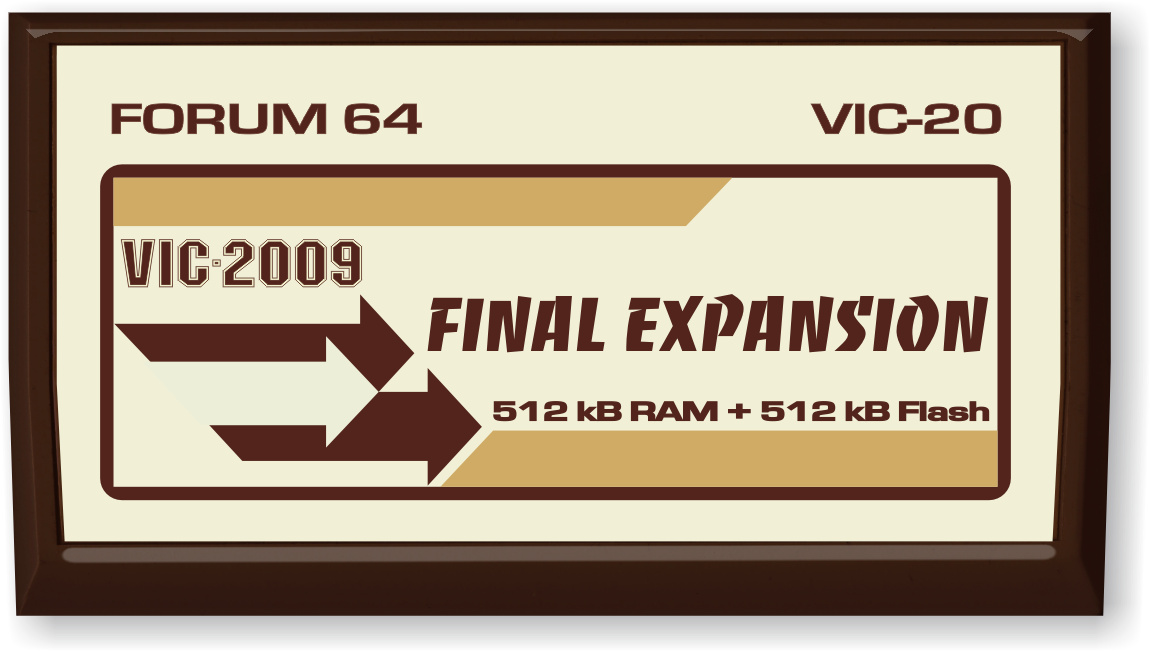 FORUM 64
VIC-20
VIC·2009
FINAL EXPANSION
512 kB RAM + 512 kB Flash